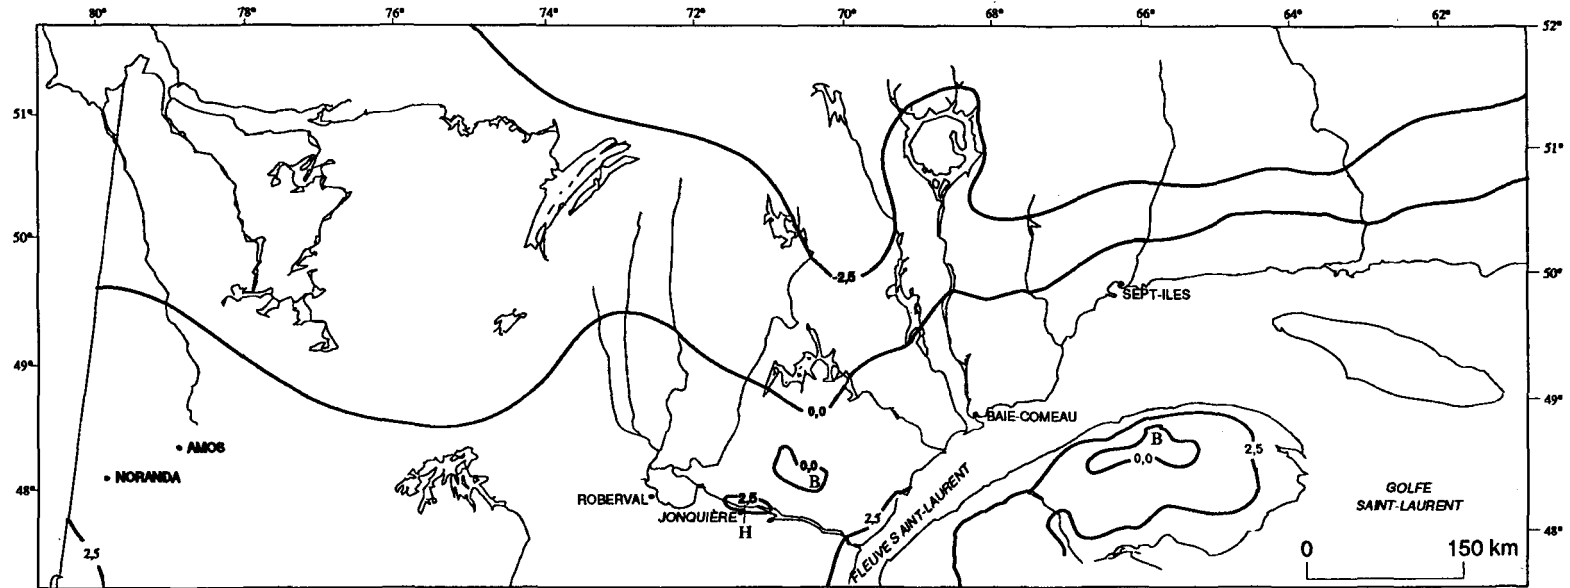 80° 78° 76° 74° 72° 70° 68° 66° 64° 62° 52°
51°
51°
50°
50°
-2,5
SEPT-ILES
49°
49°
0,0
BAIE-COMEAU
AMOS
B
2,5
0,0
NORANDA
0,0
B
48°
ROBERVAL
2,5
JONQUIÈRE
H
2,5
FLEUVE SAINT-LAURENT
GOLFE
SAINT-LAURENT
48°
2,5
0 150 km